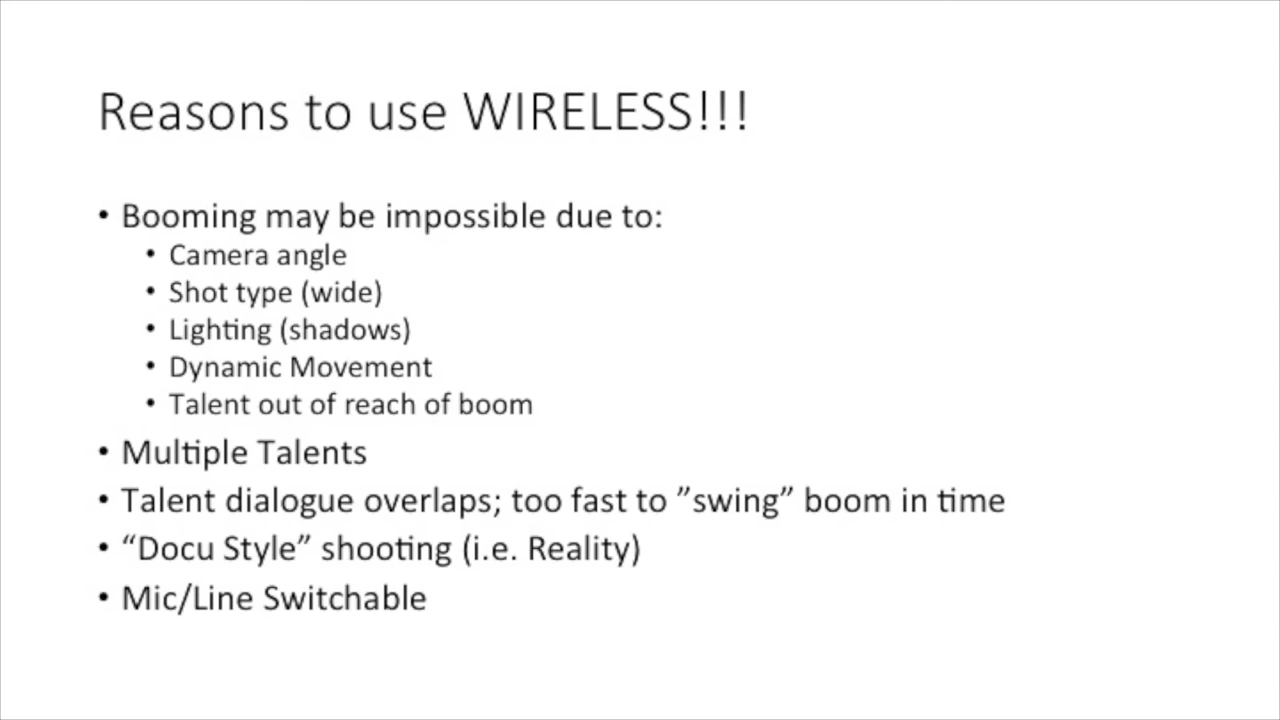 Reasons to use WIRELESS!!!
• Booming may be impossible due to:
• Camera angle
• Shot type (wide)
• Lighting (shadows)
• Dynamic Movement
• Talent out of reach of boom
• Multiple Talents
• Talent dialogue overlaps; too fast to ”swing” boom in time
• “Docu Style” shooting (i.e. Reality)
• Mic/Line Switchable